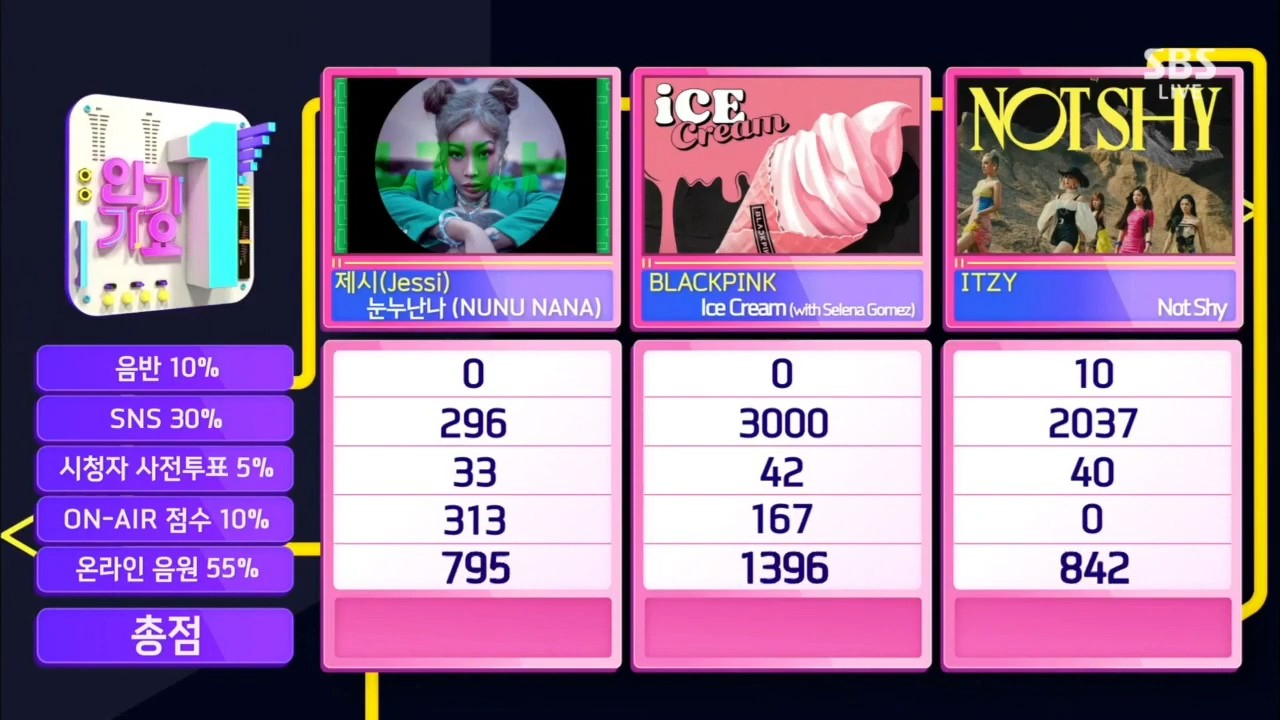 SBS
LIVE
인기
가요
1
iCE
Cream
BLACKPINK
NOT SHY
제시(Jessi)
눈누난나 (NUNU NANA)
BLACKPINK
Ice Cream (with Selena Gomez)
ITZY
Not Shy
음반 10% 0 0 10
SNS 30% 296 3000 2037
시청자 사전투표 5% 33 42 40
ON-AIR 점수 10% 313 167 0
온라인 음원 55% 795 1396 842
총점